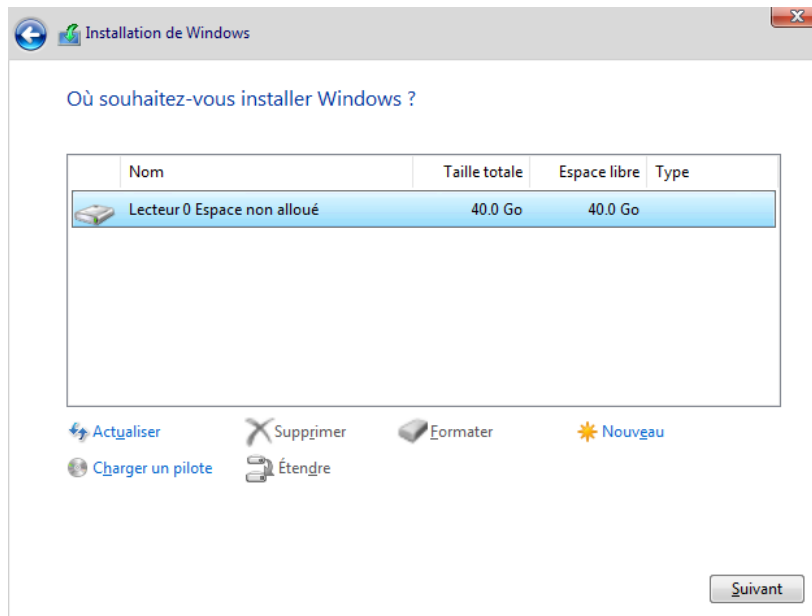 Installation de Windows
Où souhaitez-vous installer Windows ?
Nom Taille totale Espace libre Type
Lecteur 0 Espace non alloué 40.0 Go 40.0 Go
Actualiser Supprimer Formater Nouveau
Charger un pilote Étendre
Suivant